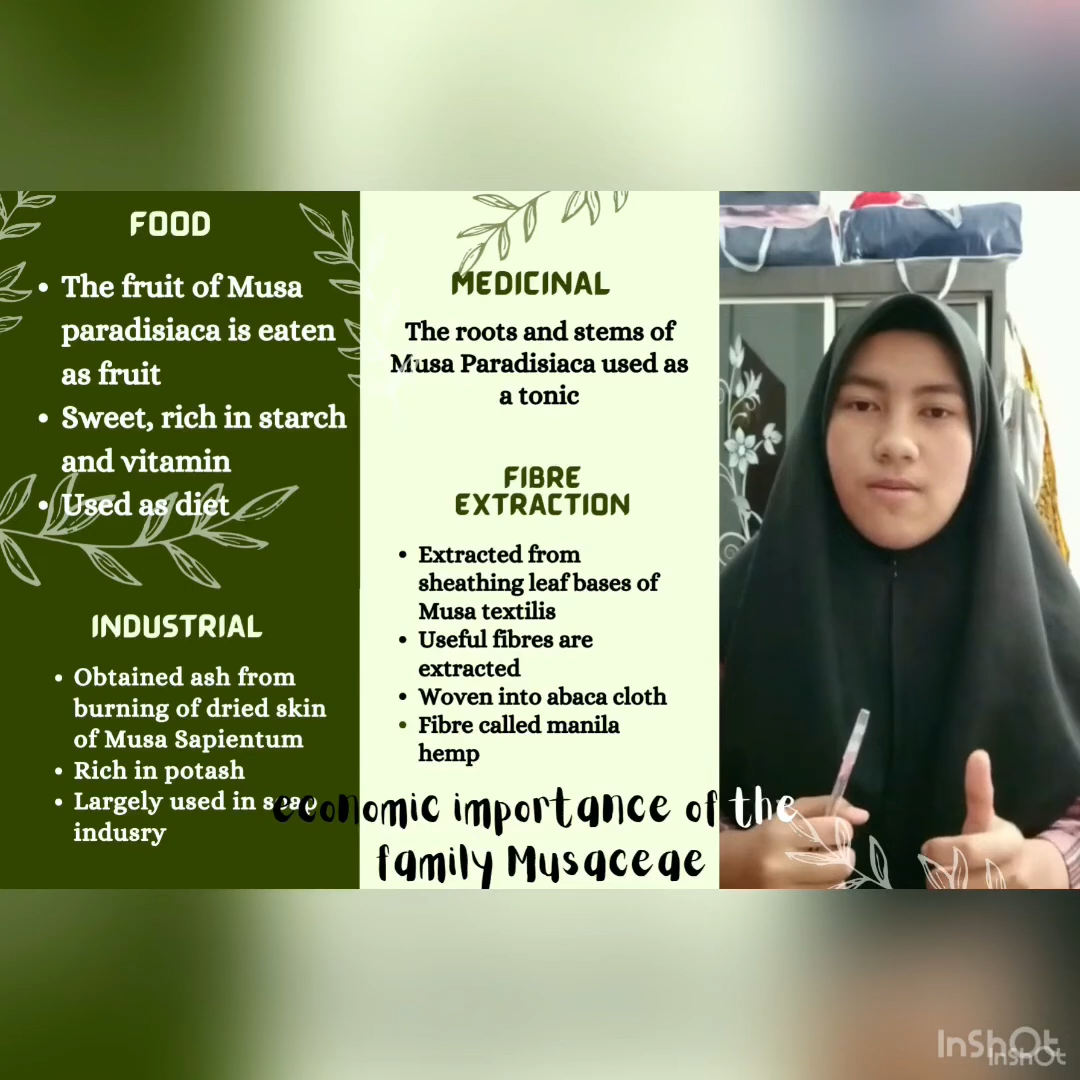 FOOD
• The fruit of Musa
paradisiaca is eaten
as fruit
• Sweet, rich in starch
and vitamin
• Used as diet
INDUSTRIAL
• Obtained ash from
burning of dried skin
of Musa Sapientum
• Rich in potash
• Largely used in soap
indusry
MEDICINAL
The roots and stems of
Musa Paradisiaca used as
a tonic
FIBRE
EXTRACTION
• Extracted from
sheathing leaf bases of
Musa textilis
• Useful fibres are
extracted
• Woven into abaca cloth
• Fibre called manila
hemp
economic importance of the
family Musaceae
InShOt
InShOt